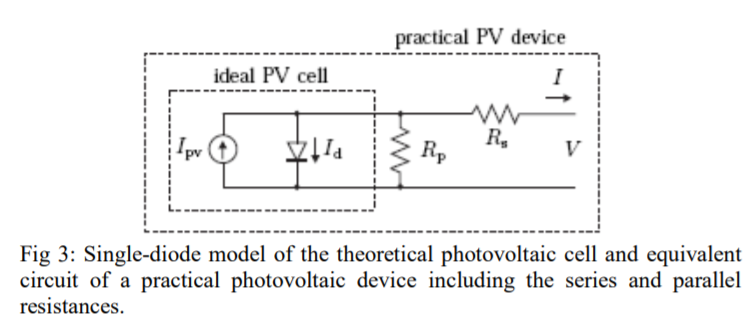 practical PV device
ideal PV cell
I
Ipv
Id
Rp
Rs
V
Fig 3: Single-diode model of the theoretical photovoltaic cell and equivalent
circuit of a practical photovoltaic device including the series and parallel
resistances.